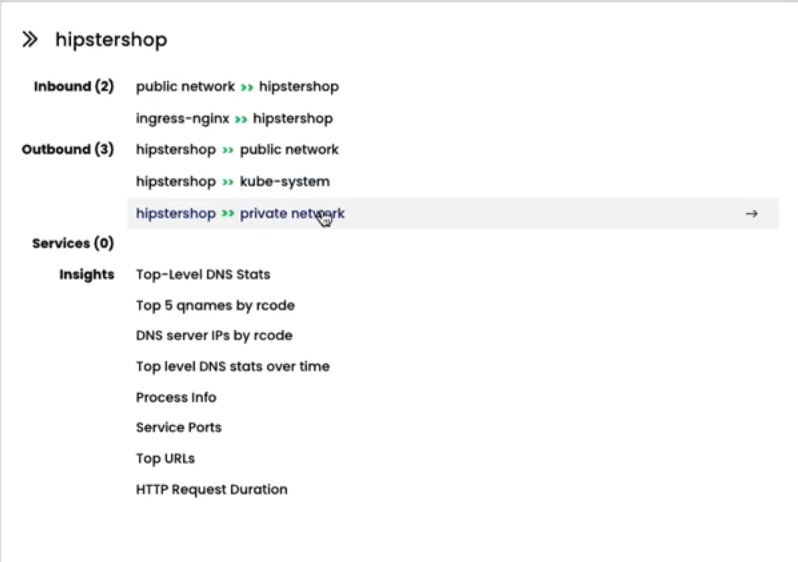 hipstershop
Inbound (2) public network >> hipstershop
ingress-nginx >> hipstershop
Outbound (3) hipstershop >> public network
hipstershop >> kube-system
hipstershop >> private network →
Services (0)
Insights Top-Level DNS Stats
Top 5 qnames by rcode
DNS server IPs by rcode
Top level DNS stats over time
Process Info
Service Ports
Top URLs
HTTP Request Duration